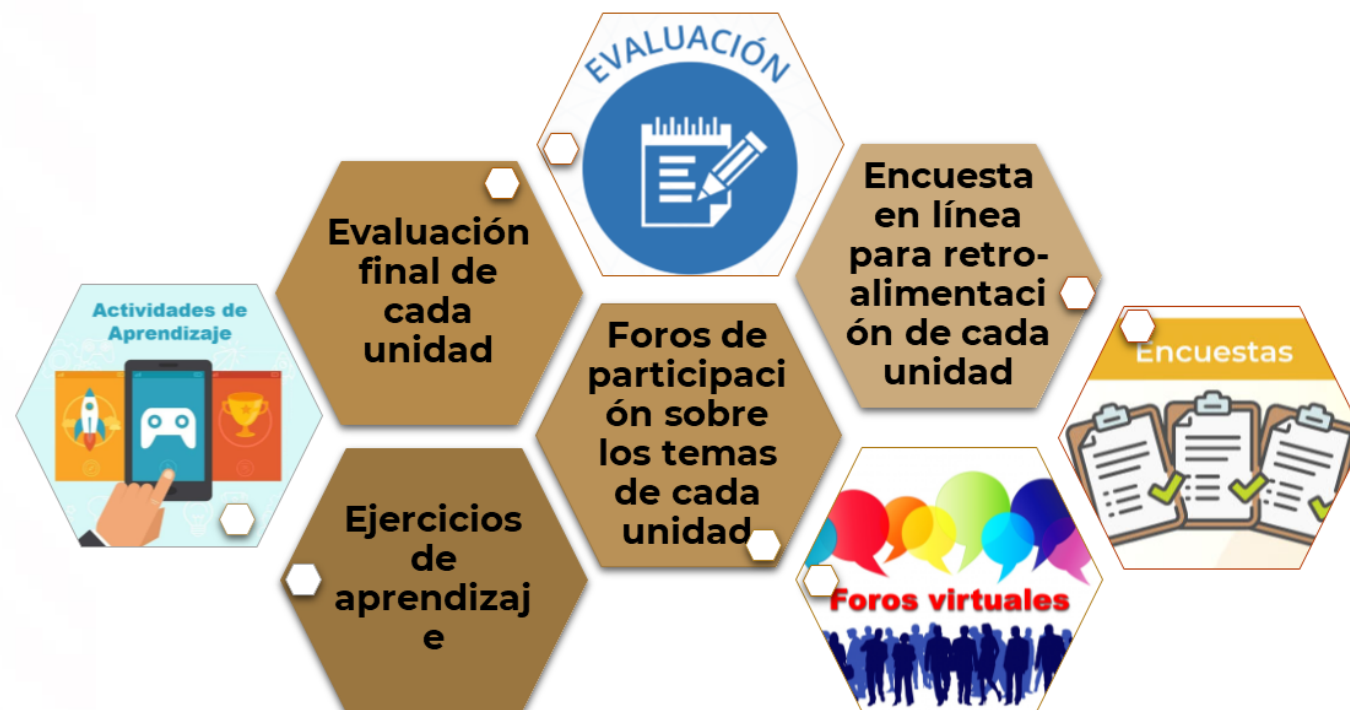 EVALUACIÓN
Evaluación
final de
cada
unidad
Encuesta
en línea
para retro-
alimentaci
ón de cada
unidad
Actividades de
Aprendizaje
Foros de
participaci
ón sobre
los temas
de cada
unidad
Encuestas
Ejercicios
de
aprendizaj
e
Foros virtuales